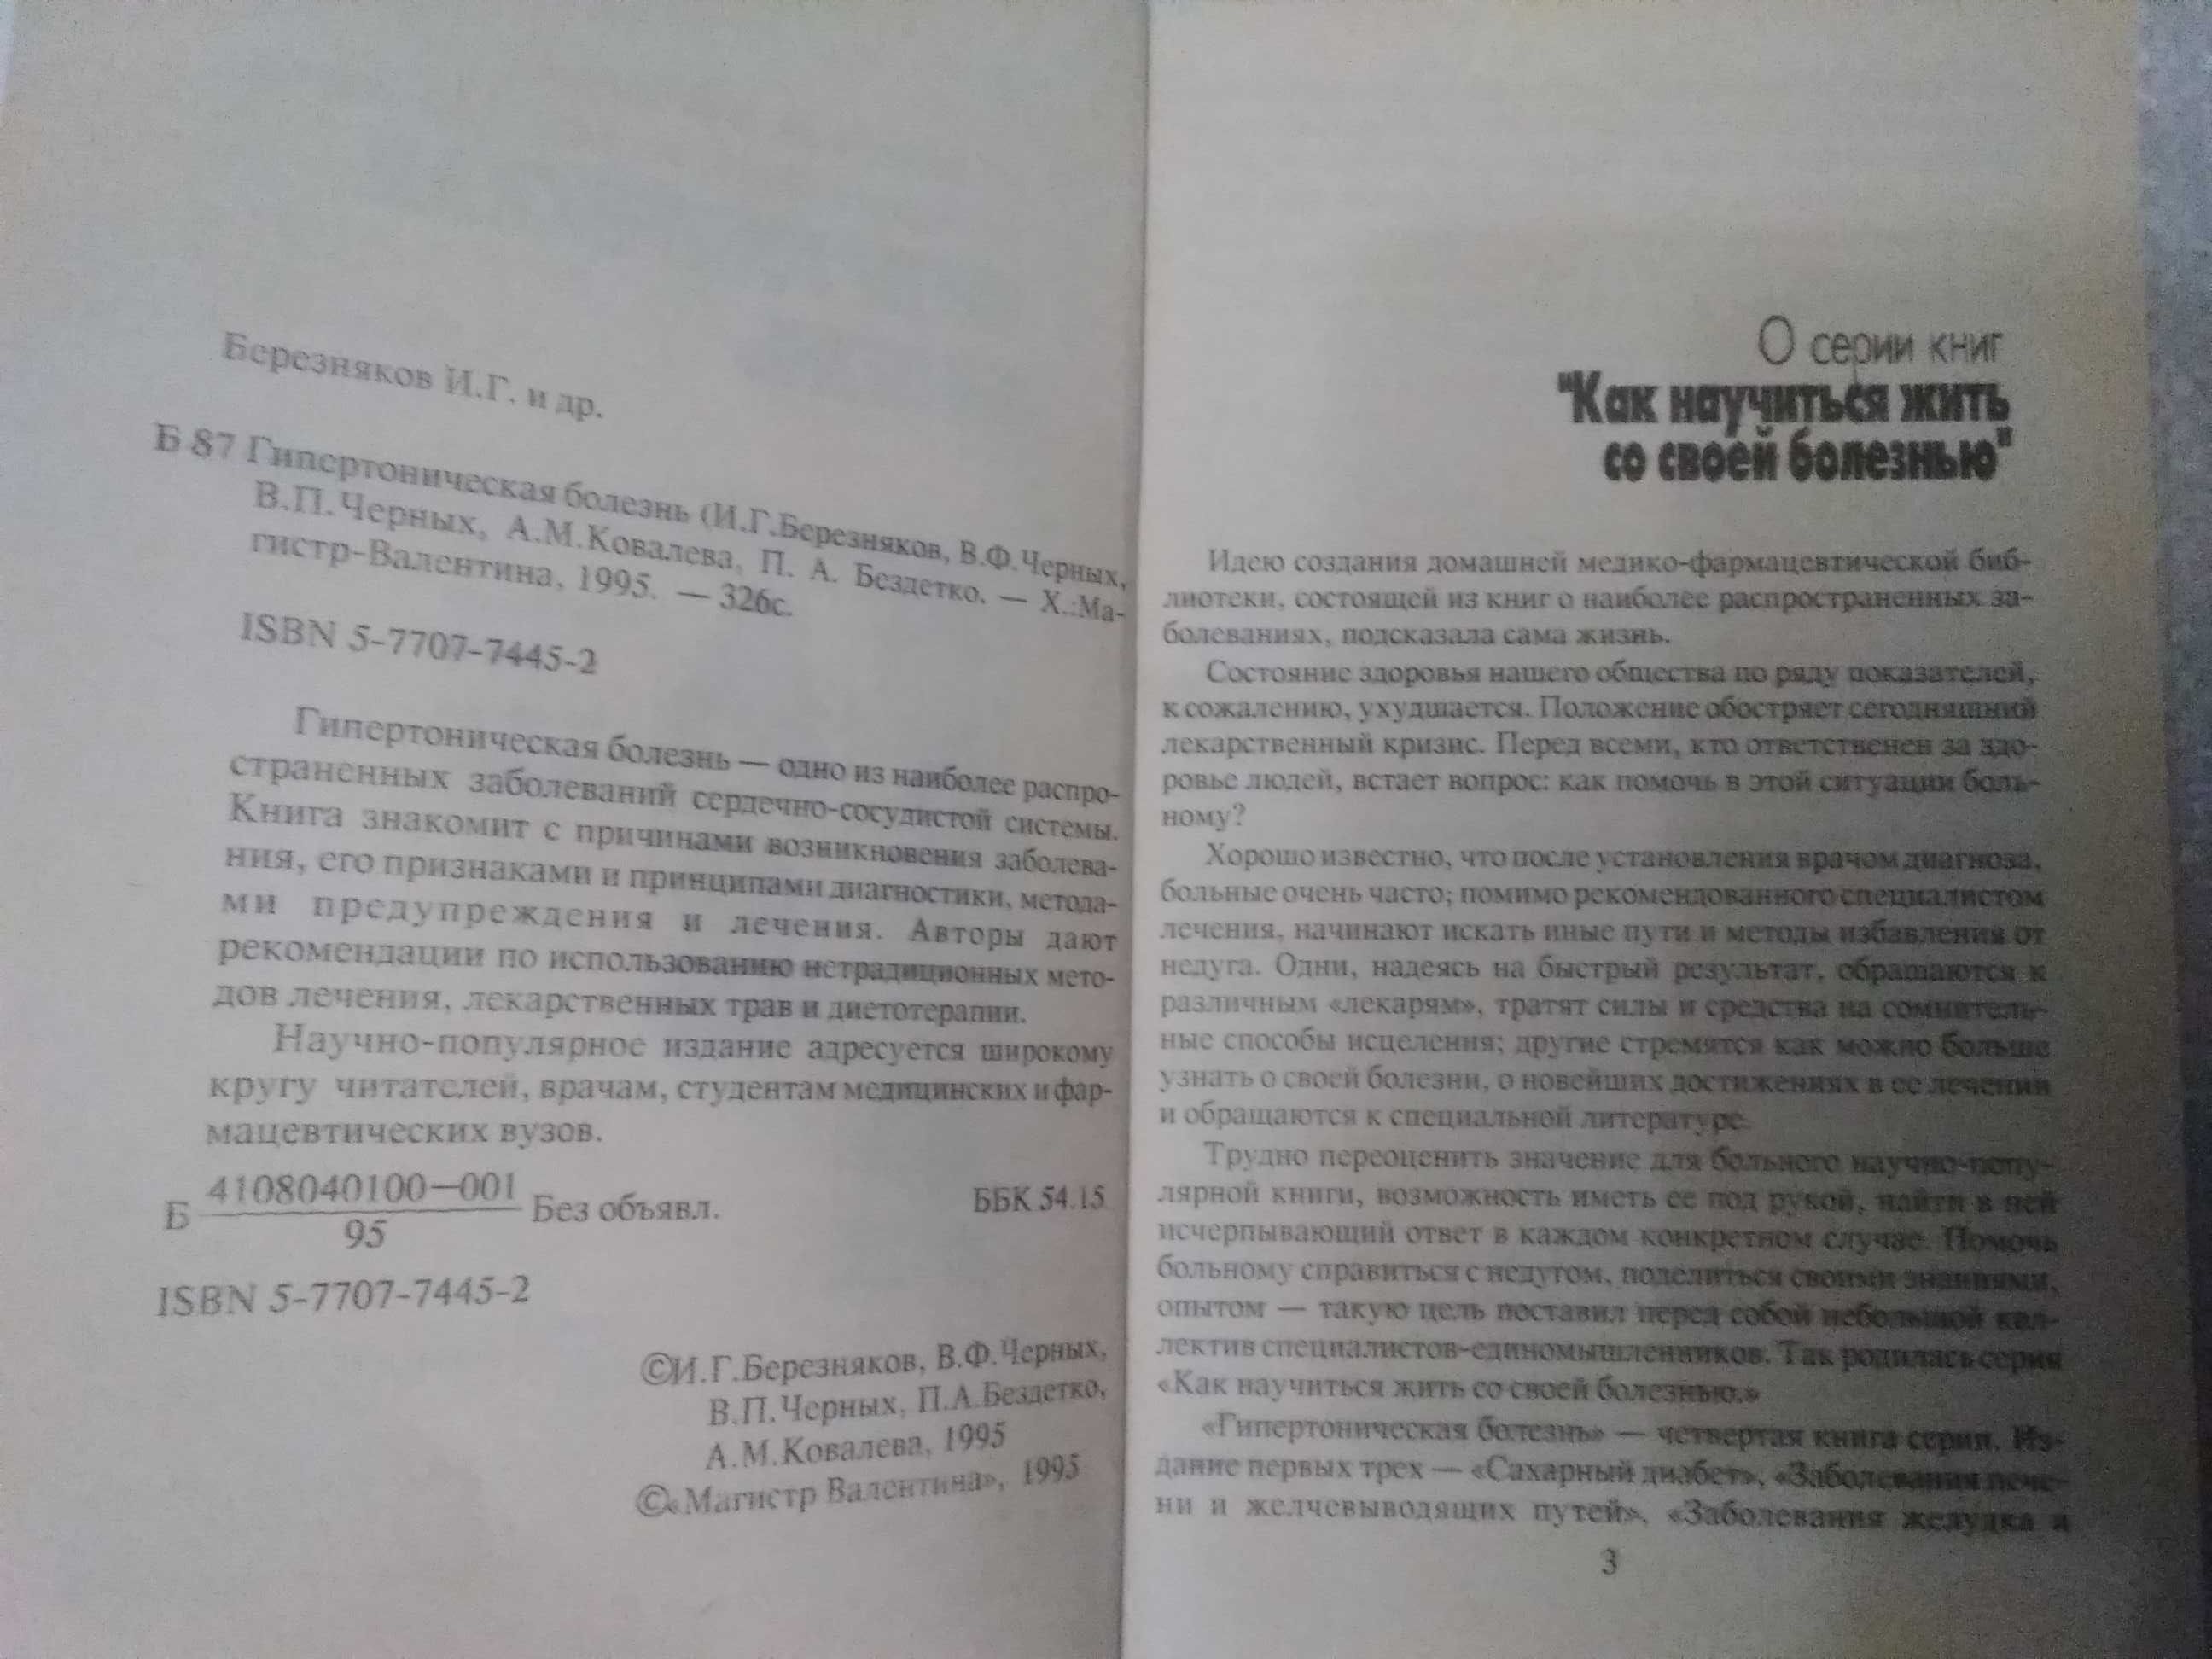 Березняков И.Г. и др.
Б 87 Гипертоническая болезнь (И.Г.Березняков, В.Ф.Черных,
В.П.Черных, А.М.Ковалева, П. А. Бездетко. — Х.:Ма-
гистр-Валентина, 1995. — 326с.
ISBN 5-7707-7445-2
Гипертоническая болезнь — одно из наиболее распро-
страненных заболеваний сердечно-сосудистой системы.
Книга знакомит с причинами возникновения заболева-
ния, его признаками и принципами диагностики, метода-
ми предупреждения и лечения. Авторы дают
рекомендации по использованию нетрадиционных мето-
дов лечения, лекарственных трав и диетотерапии.
Научно-популярное издание адресуется широкому
кругу читателей, врачам, студентам медицинских и фар-
мацевтических вузов.
Б 4108040100—001 Без объявл. ББК 54.15
95
ISBN 5-7707-7445-2
©И.Г.Березняков, В.Ф.Черных,
В.П.Черных, П.А.Бездетко,
А.М.Ковалева, 1995
©«Магистр Валентина», 1995
О серии книг
"Как научиться жить
со своей болезнью"
Идею создания домашней медико-фармацевтической биб-
лиотеки, состоящей из книг о наиболее распространенных за-
болеваниях, подсказала сама жизнь.
Состояние здоровья нашего общества по ряду показателей,
к сожалению, ухудшается. Положение обостряет сегодняшний
лекарственный кризис. Перед всеми, кто ответственен за здо-
ровье людей, встает вопрос: как помочь в этой ситуации боль-
ному?
Хорошо известно, что после установления врачом диагноза,
больные очень часто; помимо рекомендованного специалистом
лечения, начинают искать иные пути и методы избавления от
недуга. Одни, надеясь на быстрый результат, обращаются к
различным «лекарям», тратят силы и средства на сомнитель-
ные способы исцеления; другие стремятся как можно больше
узнать о своей болезни, о новейших достижениях в ее лечении
и обращаются к специальной литературе.
Трудно переоценить значение для больного научно-попу-
лярной книги, возможность иметь ее под рукой, найти в ней
исчерпывающий ответ в каждом конкретном случае. Помочь
больному справиться с недугом, поделиться своими знаниями,
опытом — такую цель поставил перед собой небольшой кол-
лектив специалистов-единомышленников. Так родилась серия
«Как научиться жить со своей болезнью.»
«Гипертоническая болезнь» — четвертая книга серии. Из-
дание первых трех — «Сахарный диабет», «Заболевания пече-
ни и желчевыводящих путей», «Заболевания желудка и
3